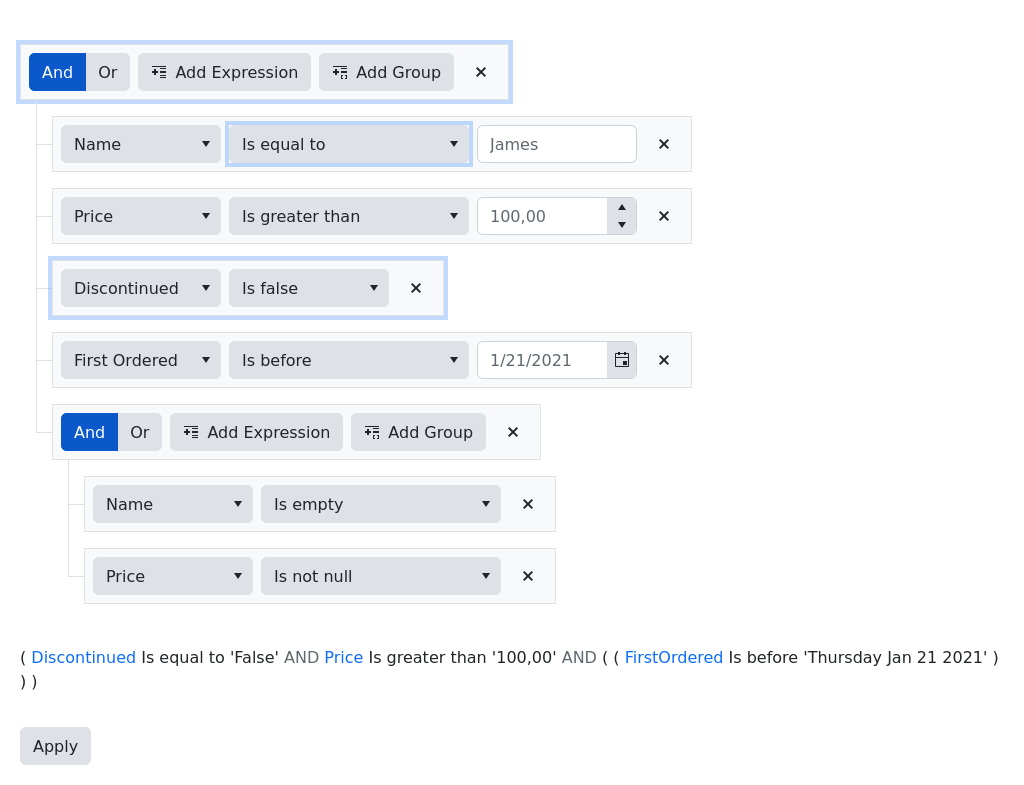 And Or Add Expression Add Group
Name Is equal to James
Price Is greater than 100,00
Discontinued Is false
First Ordered Is before 1/21/2021
And Or Add Expression Add Group
Name Is empty
Price Is not null
( Discontinued Is equal to 'False' AND Price Is greater than '100,00' AND ( ( FirstOrdered Is before 'Thursday Jan 21 2021' )
) )
Apply